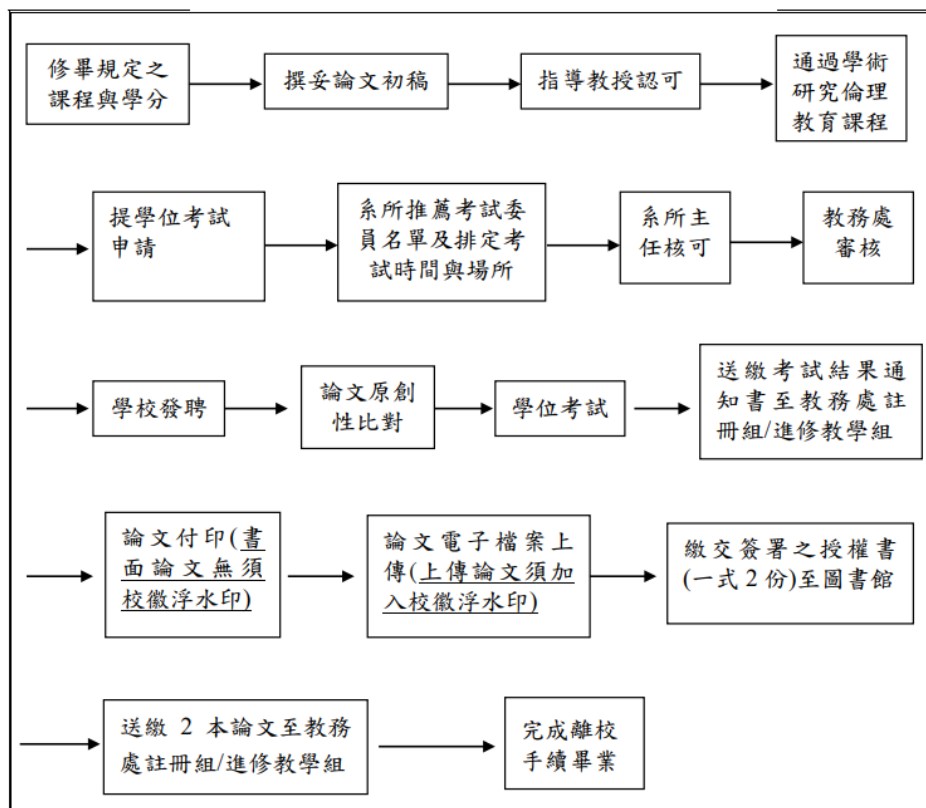 修畢規定之
課程與學分
撰妥論文初稿
指導教授認可
通過學術
研究倫理
教育課程
提學位考試
申請
系所推薦考試委
員名單及排定考
試時間與場所
系所主
任核可
教務處
審核
學校發聘
論文原創
性比對
學位考試
送繳考試結果通
知書至教務處註
冊組/進修教學組
論文付印(書
面論文無須
校徽浮水印)
論文電子檔案上
傳(上傳論文須加
入校徽浮水印)
繳交簽署之授權書
(一式2份)至圖書館
送繳 2 本論文至教務
處註冊組/進修教學組
完成離校
手續畢業